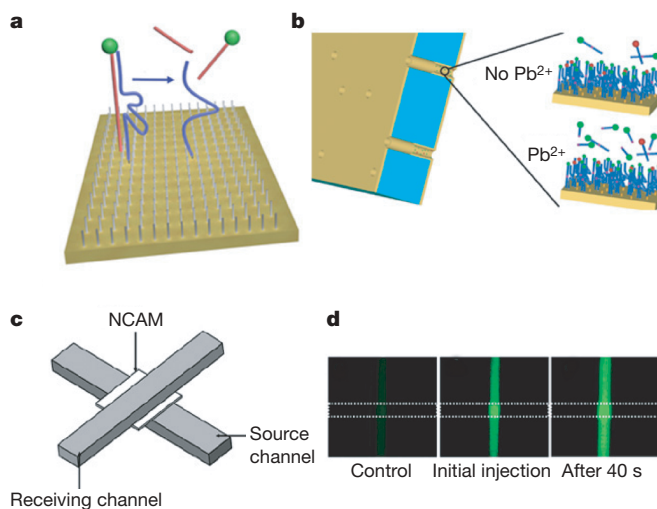 a
b
No Pb²⁺
Pb²⁺
c
NCAM
Source
channel
Receiving channel
d
Control
Initial injection
After 40 s